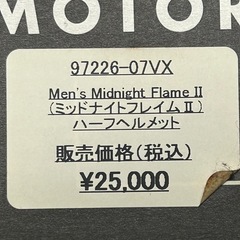 MOTOR
97226-07VX
Men's Midnight Flame II
(ミッドナイトフレイムⅡ)
ハーフヘルメット
販売価格(税込)
¥25,000